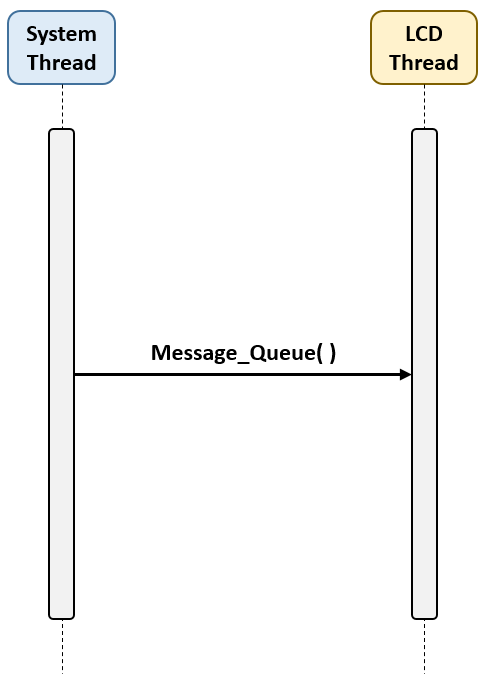 System
Thread
LCD
Thread
Message_Queue( )